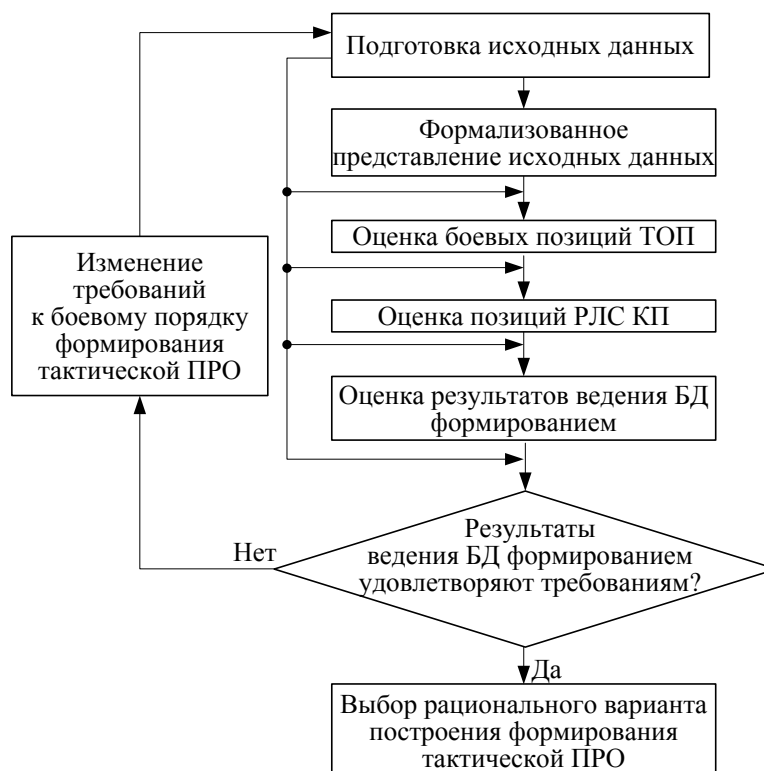 Подготовка исходных данных
Формализованное
представление исходных данных
Оценка боевых позиций ТОП
Изменение
требований
к боевому порядку
формирования
тактической ПРО
Оценка позиций РЛС КП
Оценка результатов ведения БД
формированием
Результаты
ведения БД формированием
удовлетворяют требованиям?
Нет
Да
Выбор рационального варианта
построения формирования
тактической ПРО